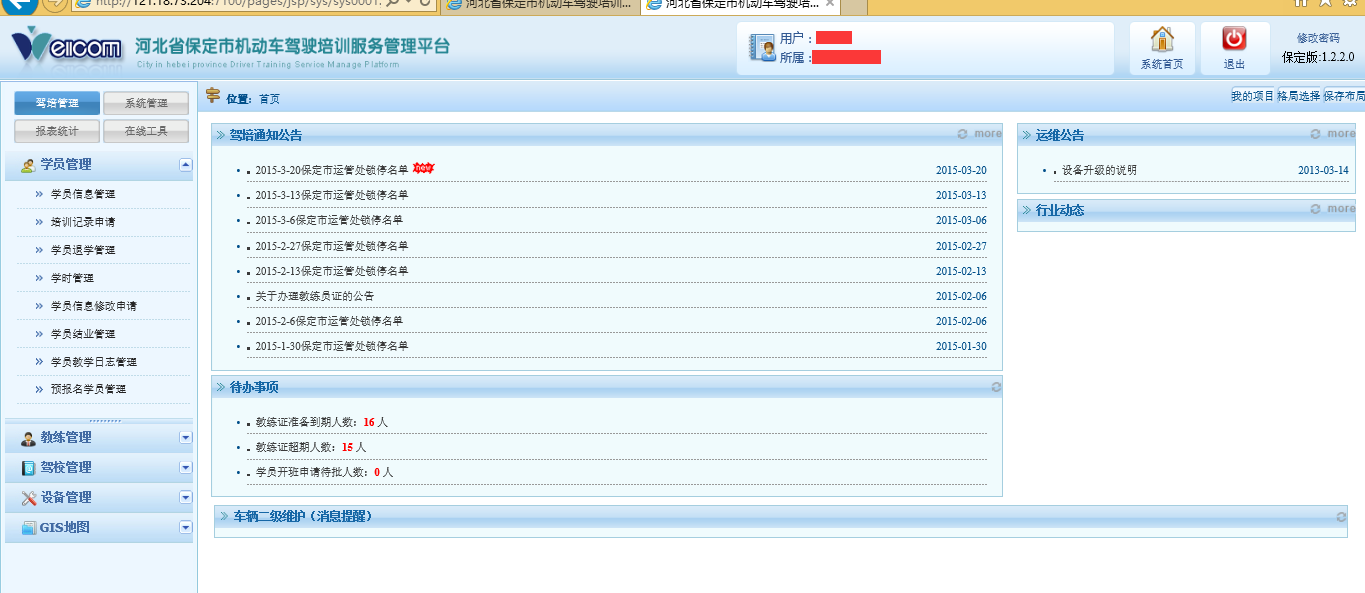 http://121.18.73.204:7100/pages/jsp/sys/sys0001.
河北省保定市机动车驾驶培训...
河北省保定市机动车驾驶培...
Wellcom
河北省保定市机动车驾驶培训服务管理平台
City in hebei province Driver Training Service Manage Platform
用户：
所属：
系统首页
退出
修改密码
保定版:1.2.2.0
驾培管理
系统管理
报表统计
在线工具
位置: 首页
我的项目 格局选择 保存布局
学员管理
学员信息管理
培训记录申请
学员退学管理
学时管理
学员信息修改申请
学员结业管理
学员教学日志管理
预报名学员管理
教练管理
驾校管理
设备管理
GIS地图
驾培通知公告
more
2015-3-20保定市运管处锁停名单 new 2015-03-20
2015-3-13保定市运管处锁停名单 2015-03-13
2015-3-6保定市运管处锁停名单 2015-03-06
2015-2-27保定市运管处锁停名单 2015-02-27
2015-2-13保定市运管处锁停名单 2015-02-13
关于办理教练员证的公告 2015-02-06
2015-2-6保定市运管处锁停名单 2015-02-06
2015-1-30保定市运管处锁停名单 2015-01-30
运维公告
more
设备升级的说明 2013-03-14
行业动态
more
待办事项
教练证准备到期人数: 16 人
教练证超期人数: 15 人
学员开班申请待批人数: 0 人
车辆二级维护（消息提醒）